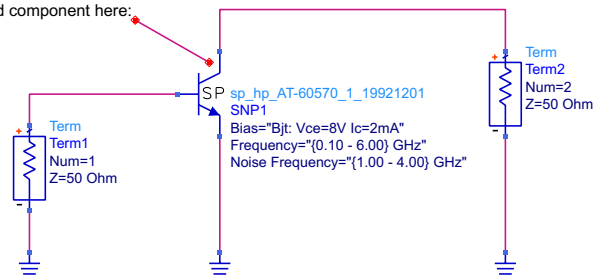 d component here:
Term
Term2
Num=2
Z=50 Ohm
+
-
SP
sp_hp_AT-60570_1_19921201
SNP1
Bias="Bjt: Vce=8V Ic=2mA"
Frequency="{0.10 - 6.00} GHz"
Noise Frequency="{1.00 - 4.00} GHz"
Term
Term1
Num=1
Z=50 Ohm
+
-